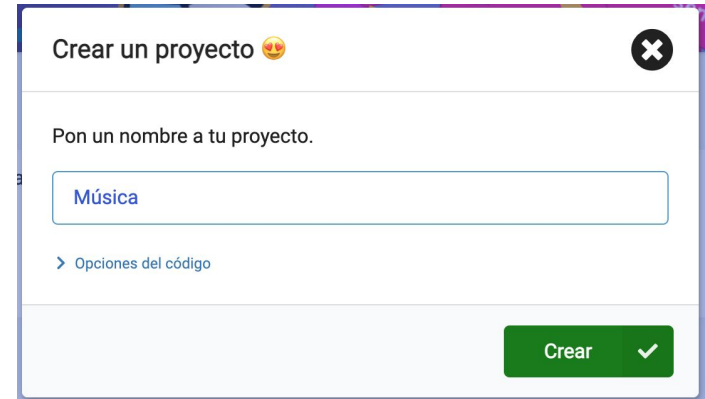 Crear un proyecto 😍
Pon un nombre a tu proyecto.
Música
Opciones del código
Crear